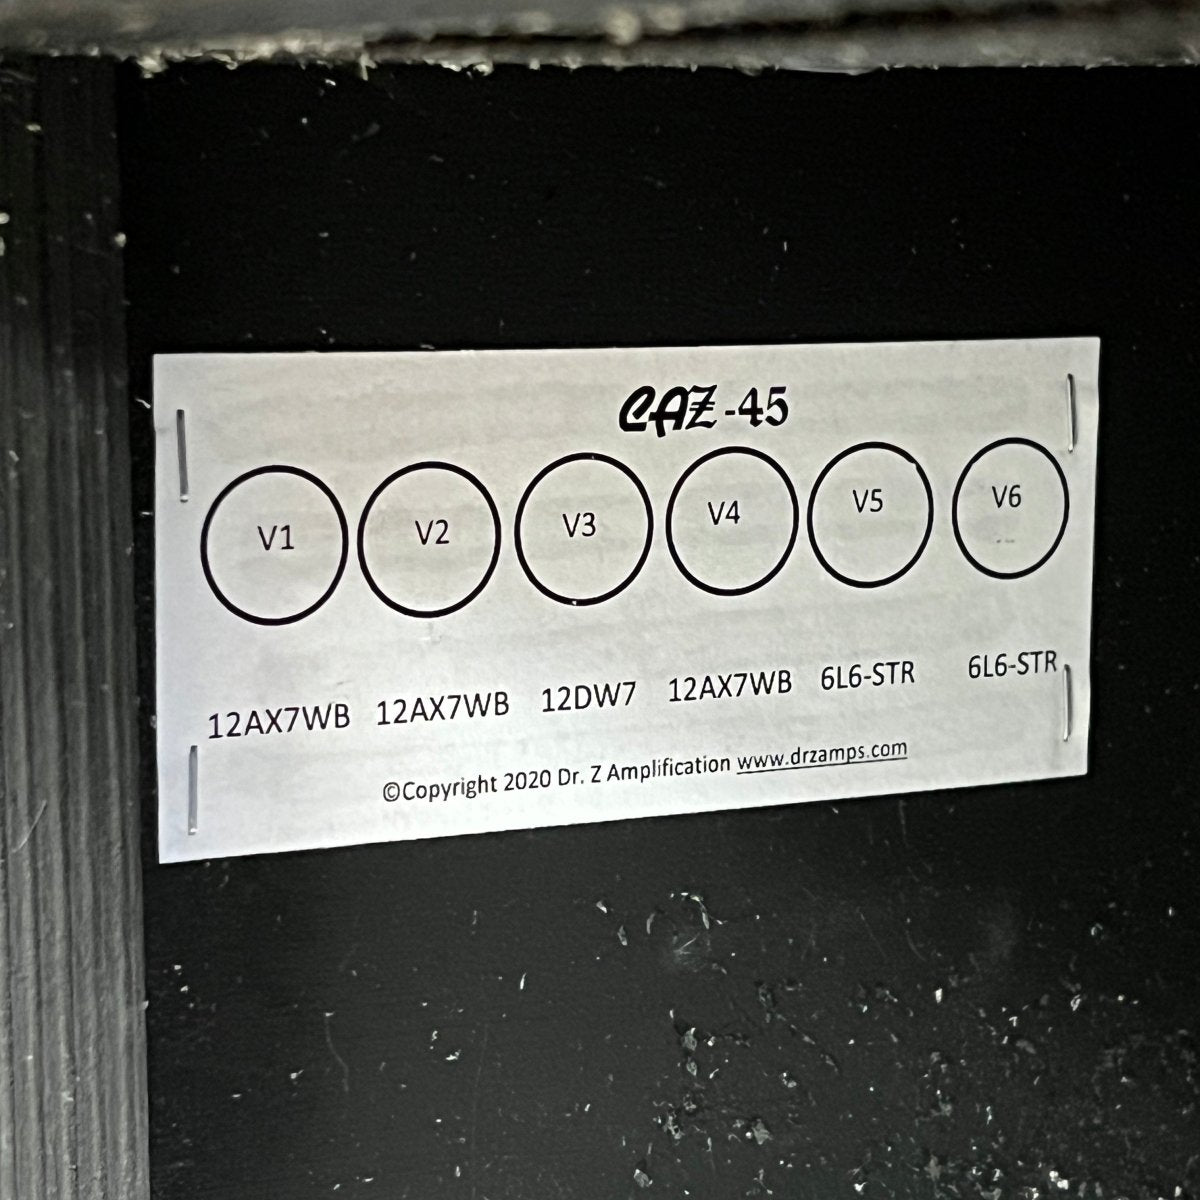 CAZ-45
V1 V2 V3 V4 V5 V6
12AX7WB 12AX7WB 12DW7 12AX7WB 6L6-STR 6L6-STR
©Copyright 2020 Dr. Z Amplification www.drzamps.com